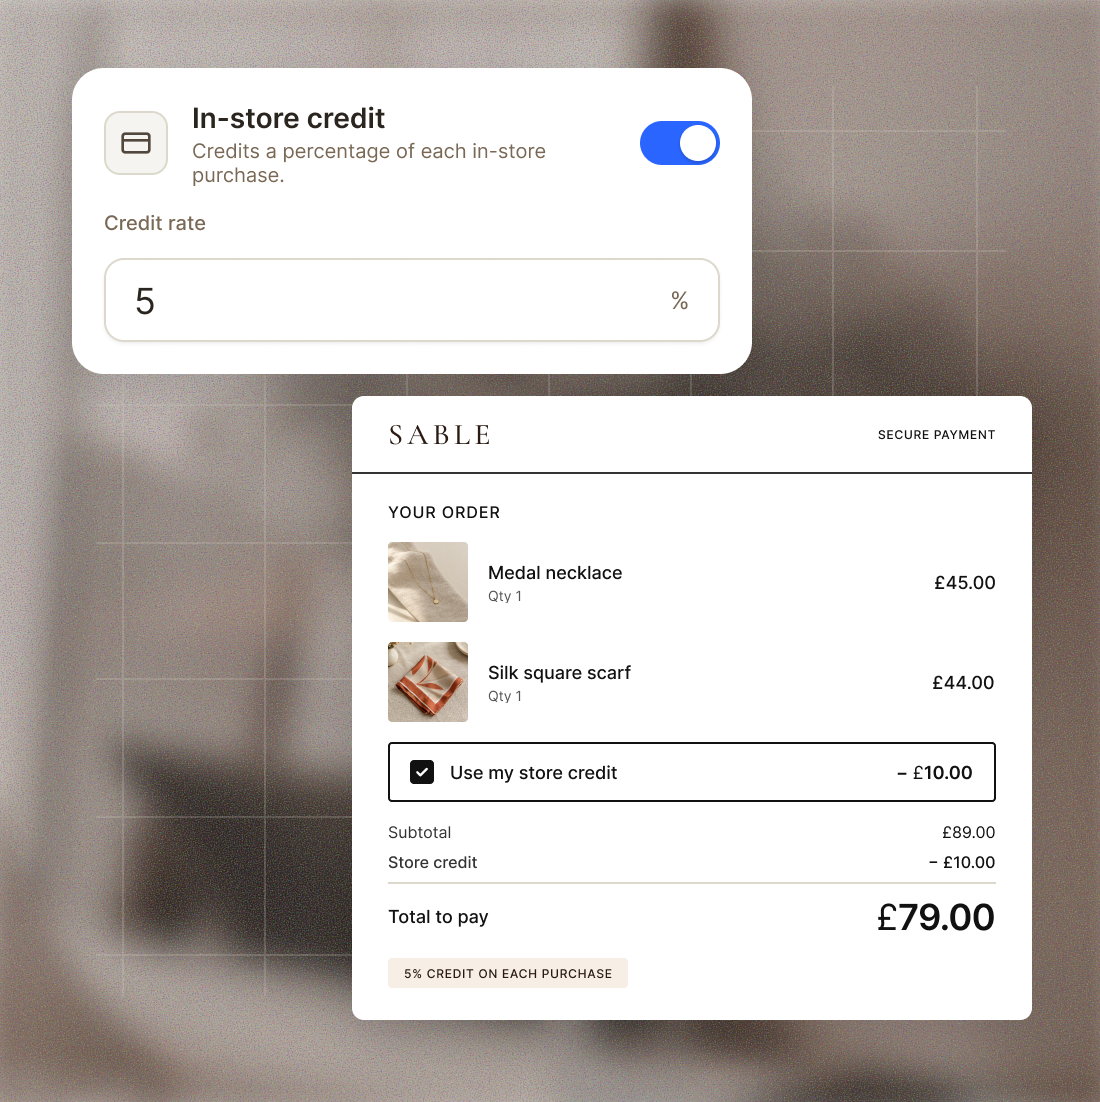 In-store credit
Credits a percentage of each in-store
purchase.
Credit rate
5 %
SABLE
SECURE PAYMENT
YOUR ORDER
Medal necklace
Qty 1
£45.00
Silk square scarf
Qty 1
£44.00
Use my store credit
– £10.00
Subtotal
£89.00
Store credit
– £10.00
Total to pay
£79.00
5% CREDIT ON EACH PURCHASE